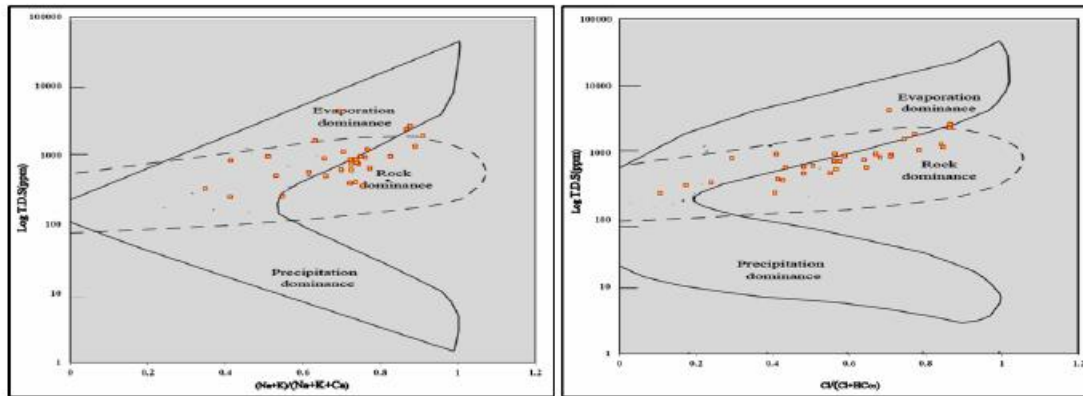 100000
10000
1000
100
10
1
Log T.D.S(ppm)
Evaporation
dominance
Rock
dominance
Precipitation
dominance
0
0.2
0.4
0.6
0.8
1
1.2
(Na+K)/(Na+K+Ca)
100000
10000
1000
100
10
1
Log T.D.S(ppm)
Evaporation
dominance
Rock
dominance
Precipitation
dominance
0
0.2
0.4
0.6
0.8
1
1.2
Cl/(Cl+HCo₃)